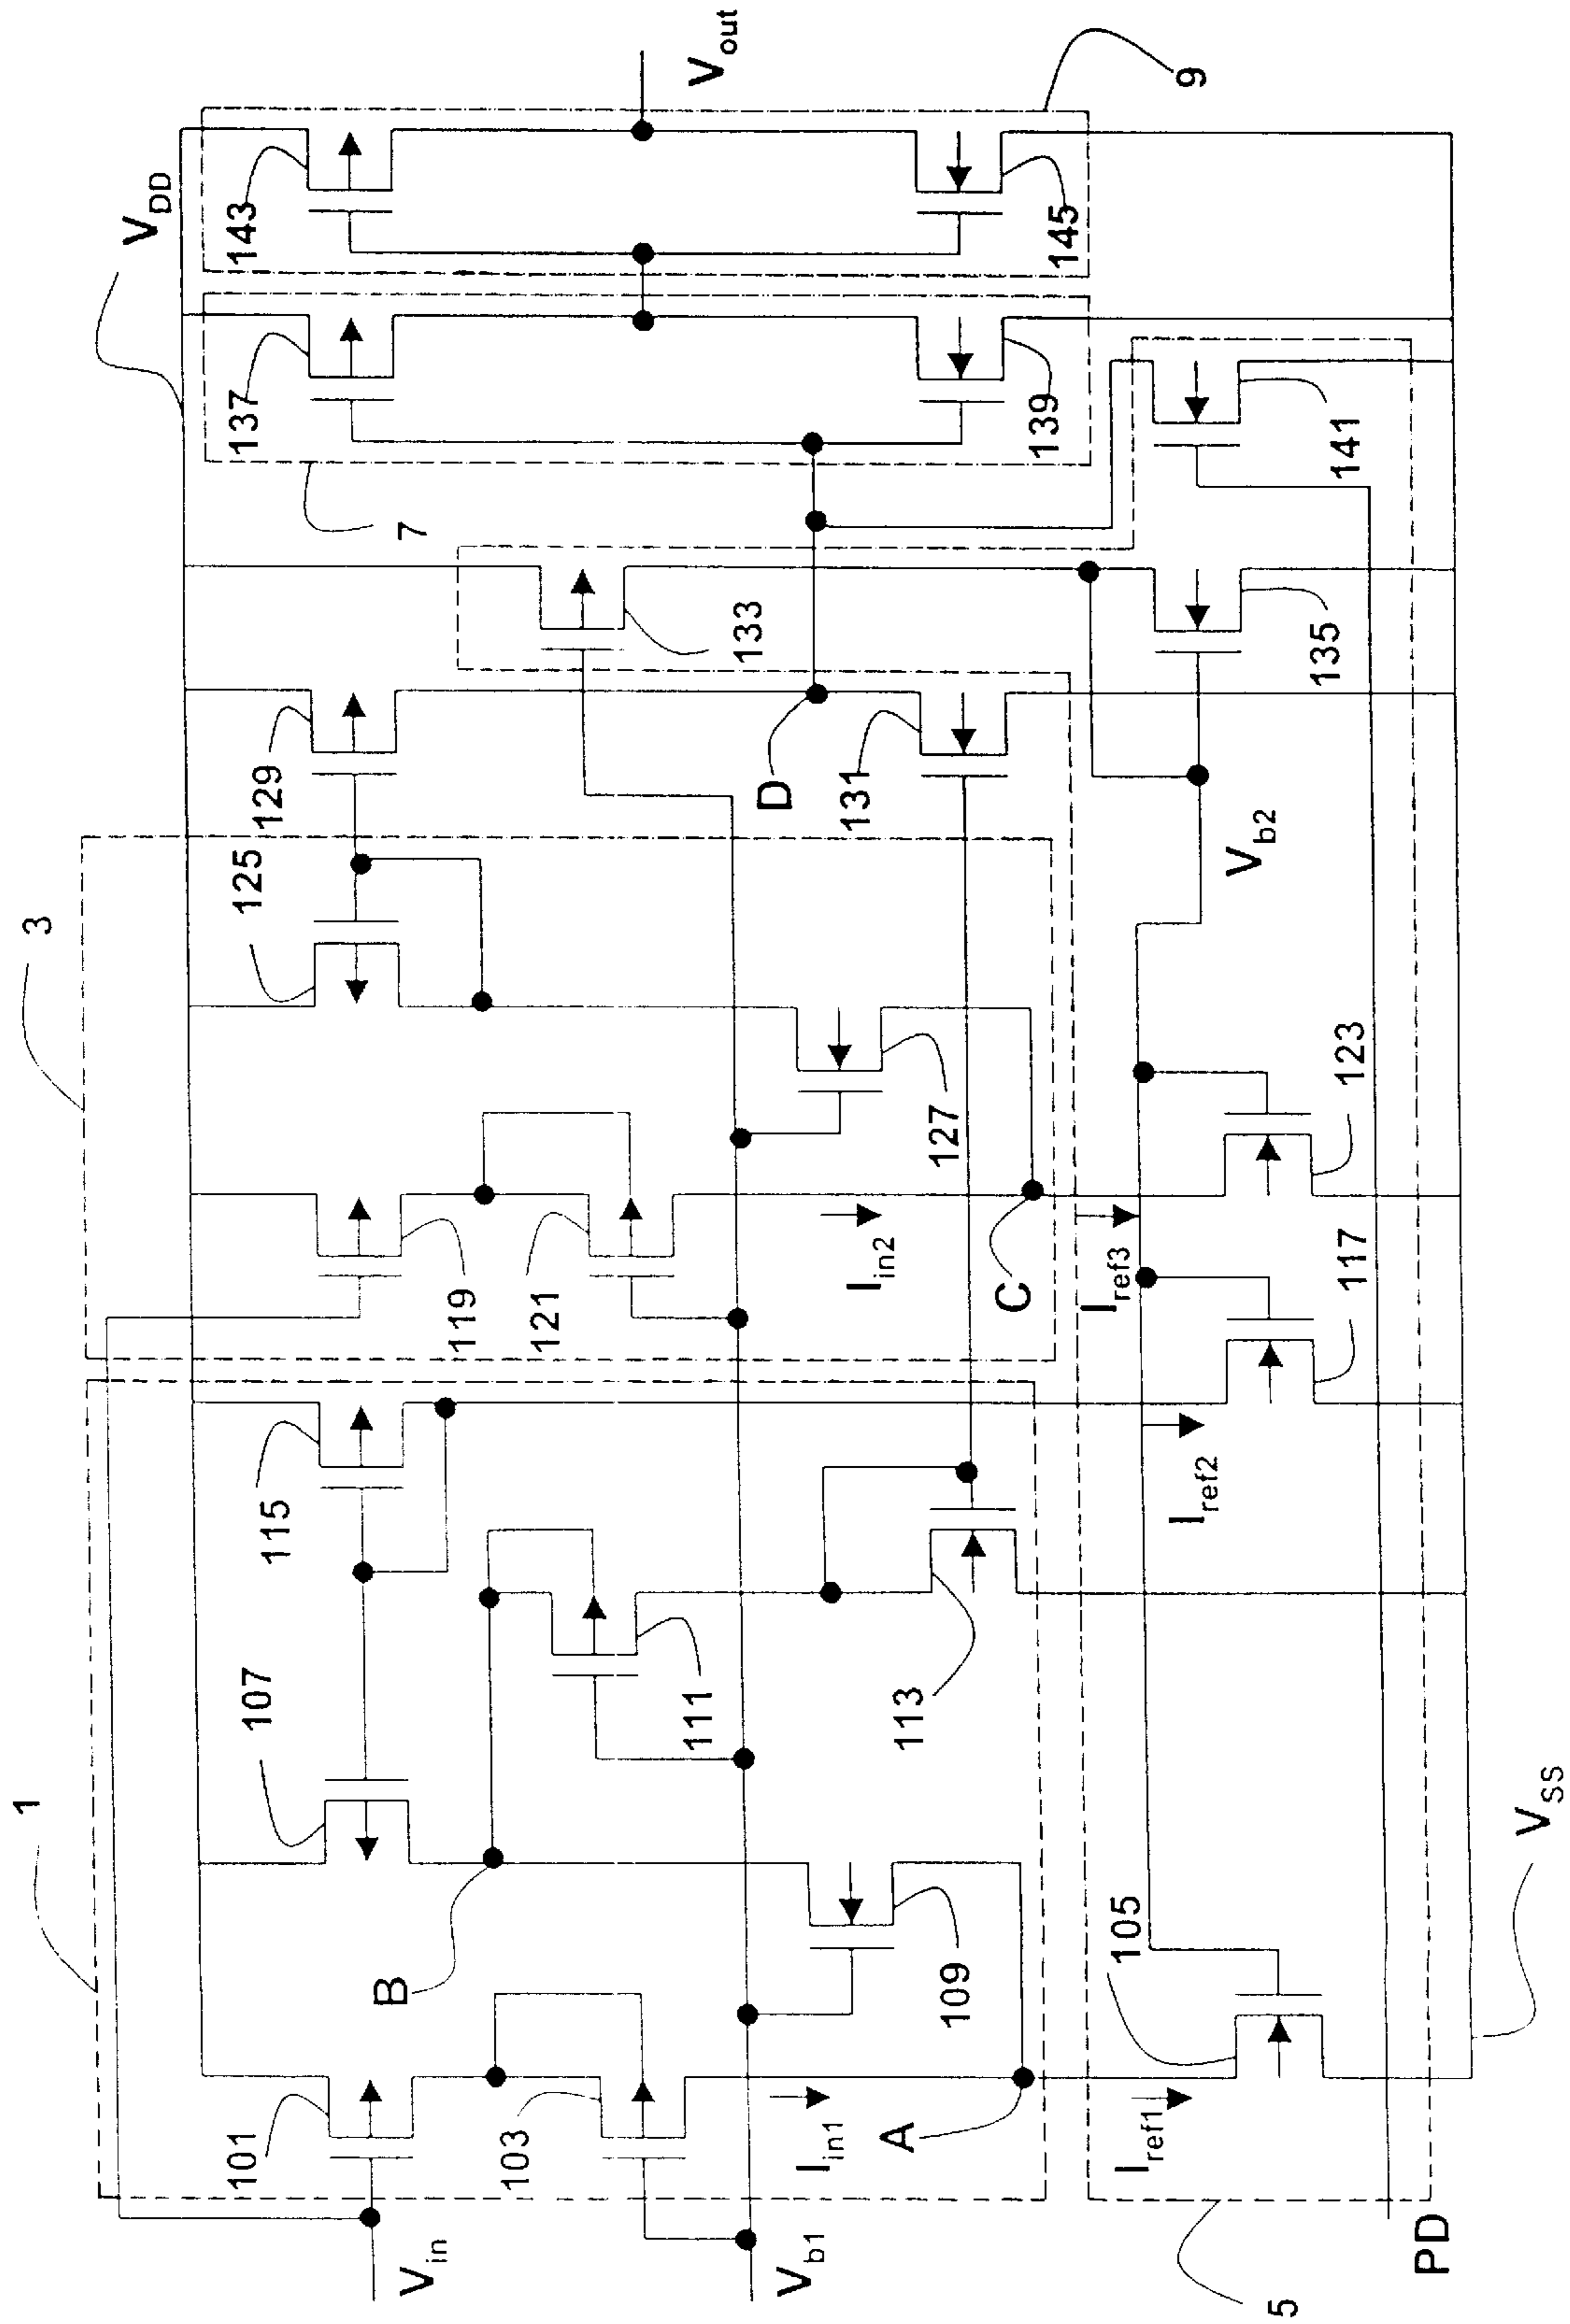 1
3
V_DD
V_out
9
7
101
107
115
119
125
129
137
143
103
B
111
121
133
D
V_in
V_b1
I_in1
A
109
113
I_in2
C
127
131
139
145
I_ref1
105
I_ref2
I_ref3
117
123
V_b2
135
141
PD
5
V_SS